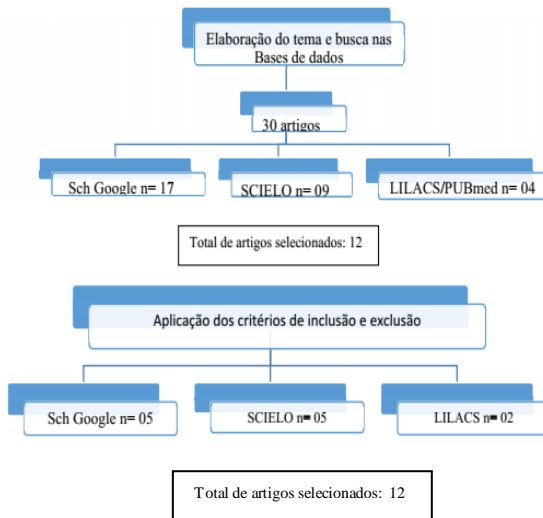 Elaboração do tema e busca nas
Bases de dados
30 artigos
Sch Google n= 17
SCIELO n= 09
LILACS/PUBmed n= 04
Total de artigos selecionados: 12
Aplicação dos critérios de inclusão e exclusão
Sch Google n= 05
SCIELO n= 05
LILACS n= 02
Total de artigos selecionados: 12